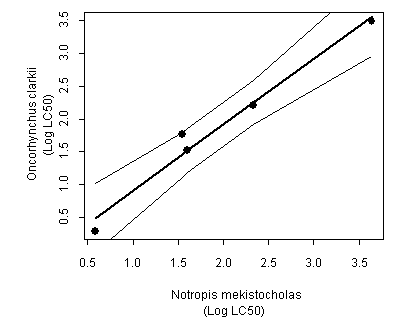 Oncorhynchus clarkii
(Log LC50)
3.5
3.0
2.5
2.0
1.5
1.0
0.5
0.5 1.0 1.5 2.0 2.5 3.0 3.5
Notropis mekistocholas
(Log LC50)